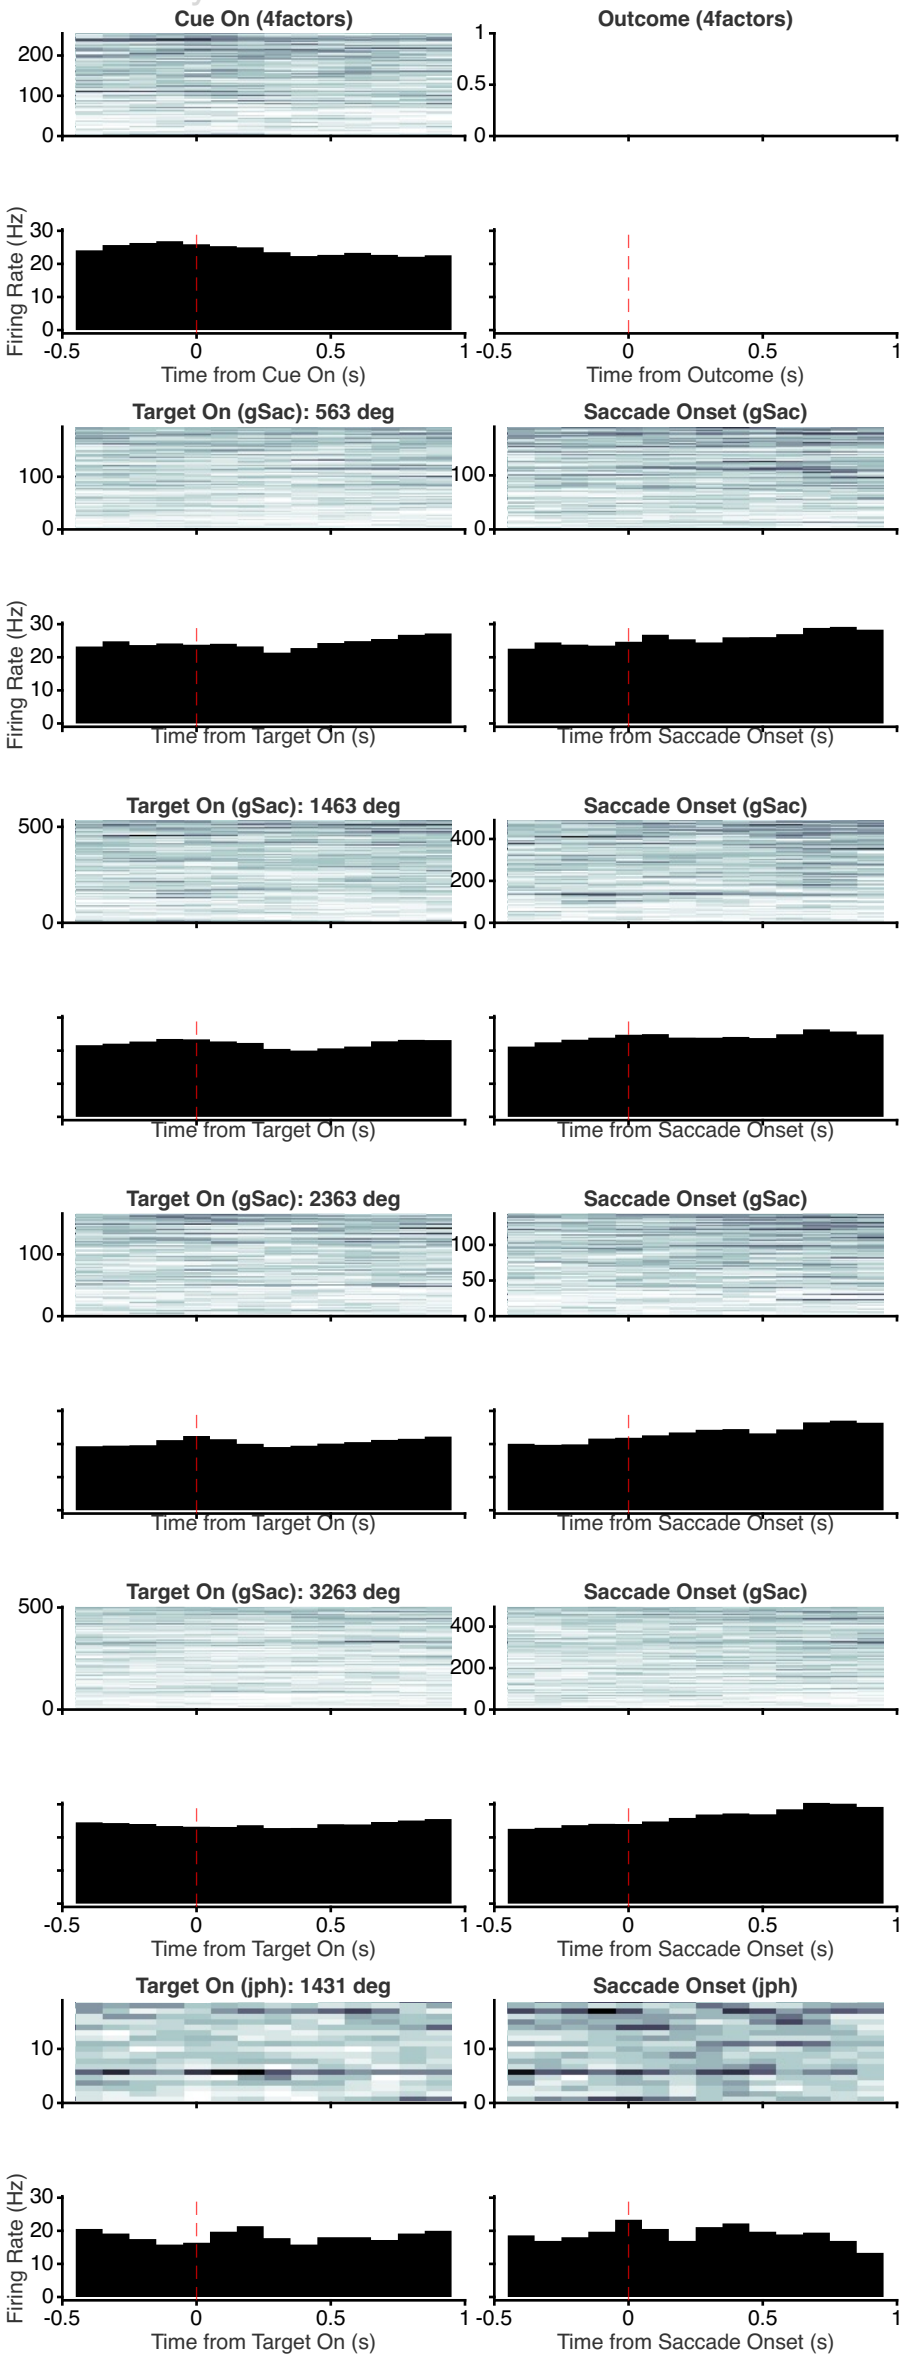 Cue On (4factors)
Outcome (4factors)
200
100
0
1
0.5
0
Firing Rate (Hz)
30
20
10
0
-0.5 0 0.5 1
-0.5 0 0.5 1
Time from Cue On (s)
Time from Outcome (s)
Target On (gSac): 563 deg
Saccade Onset (gSac)
100
0
100
0
Firing Rate (Hz)
30
20
10
0
Time from Target On (s)
Time from Saccade Onset (s)
Target On (gSac): 1463 deg
Saccade Onset (gSac)
500
0
400
200
0
Time from Target On (s)
Time from Saccade Onset (s)
Target On (gSac): 2363 deg
Saccade Onset (gSac)
100
0
100
50
0
Time from Target On (s)
Time from Saccade Onset (s)
Target On (gSac): 3263 deg
Saccade Onset (gSac)
500
0
400
200
0
-0.5 0 0.5 1
-0.5 0 0.5 1
Time from Target On (s)
Time from Saccade Onset (s)
Target On (jph): 1431 deg
Saccade Onset (jph)
10
0
10
0
Firing Rate (Hz)
30
20
10
0
-0.5 0 0.5 1
-0.5 0 0.5 1
Time from Target On (s)
Time from Saccade Onset (s)